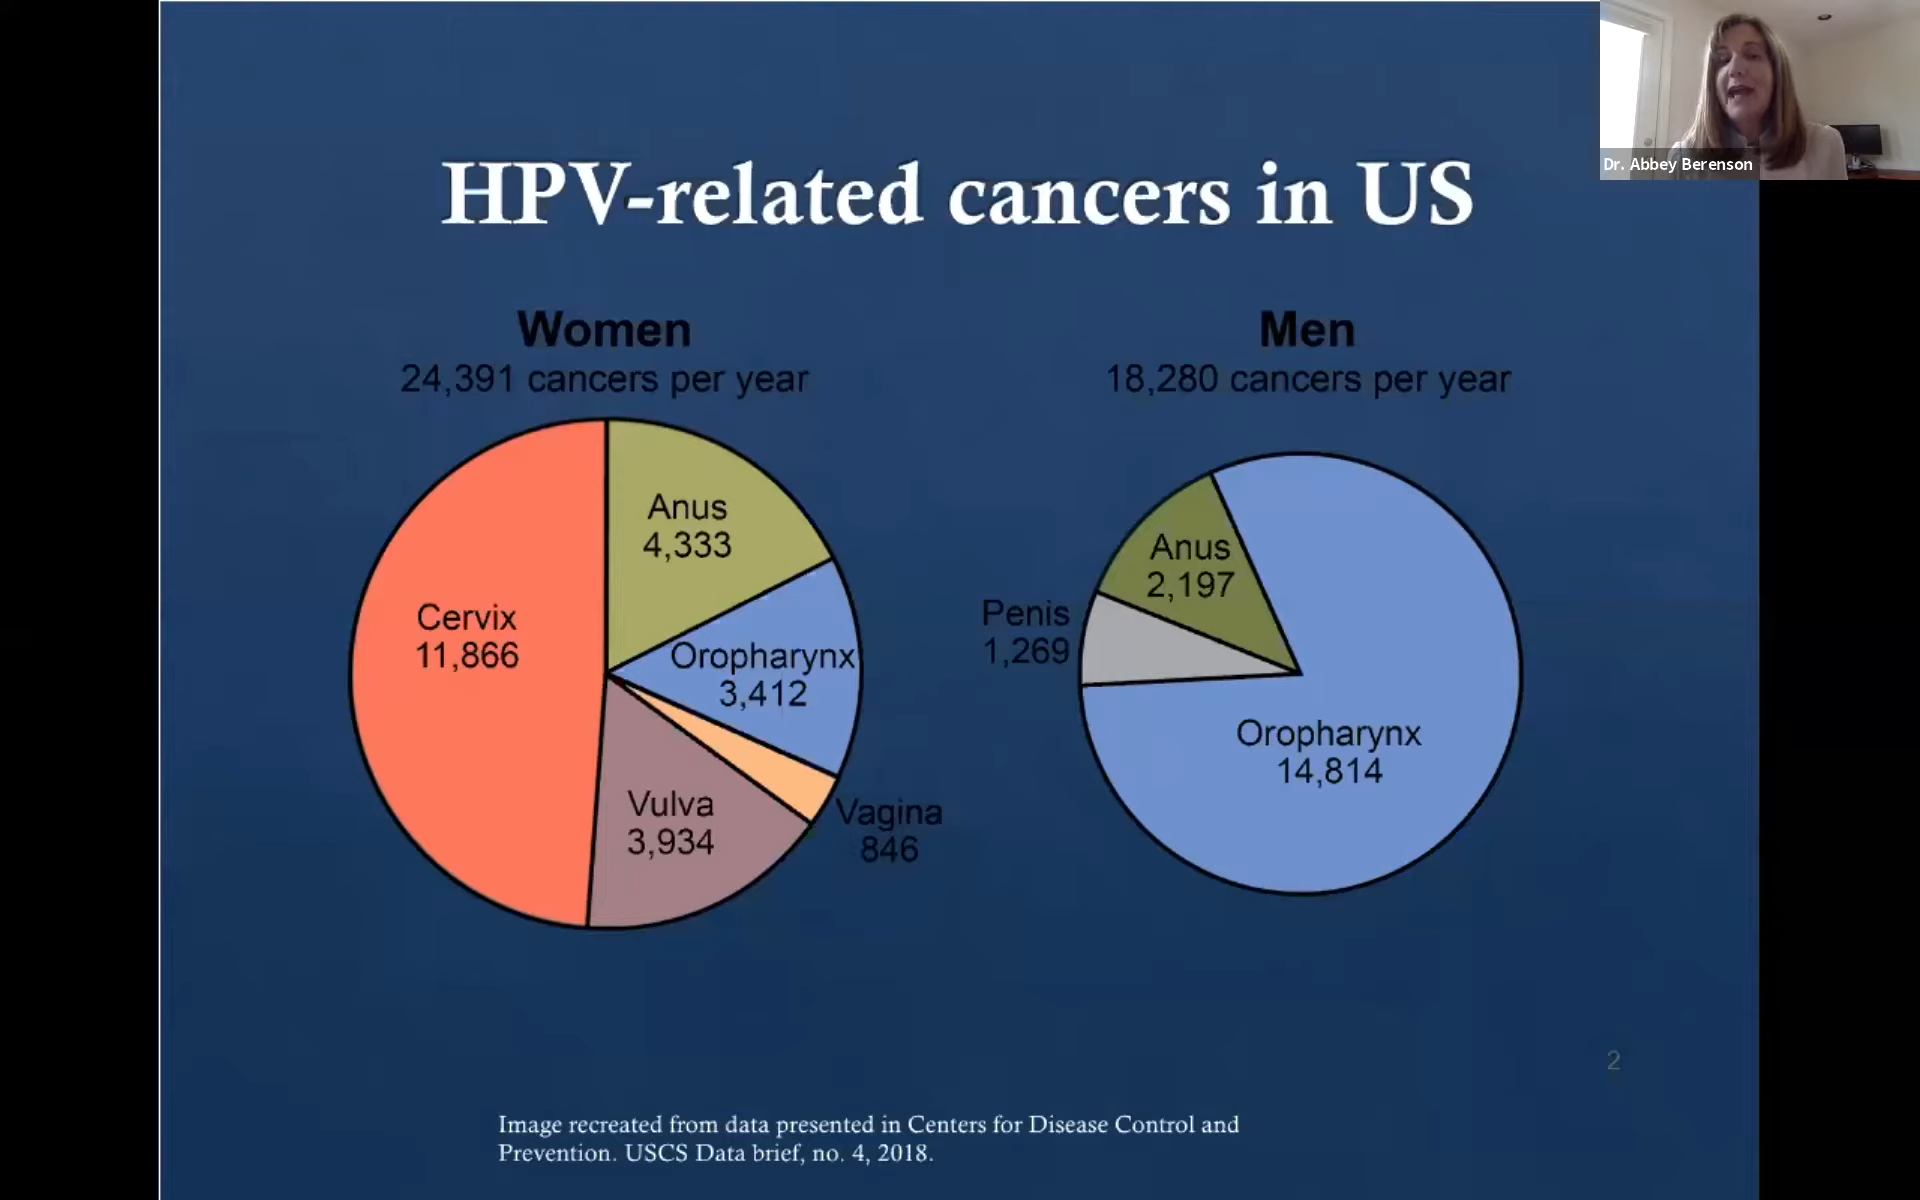 Dr. Abbey Berenson
HPV-related cancers in US
Women
24,391 cancers per year
Anus
4,333
Cervix
11,866
Oropharynx
3,412
Vulva
3,934
Vagina
846
Men
18,280 cancers per year
Anus
2,197
Penis
1,269
Oropharynx
14,814
2
Image recreated from data presented in Centers for Disease Control and
Prevention. USCS Data brief, no. 4, 2018.